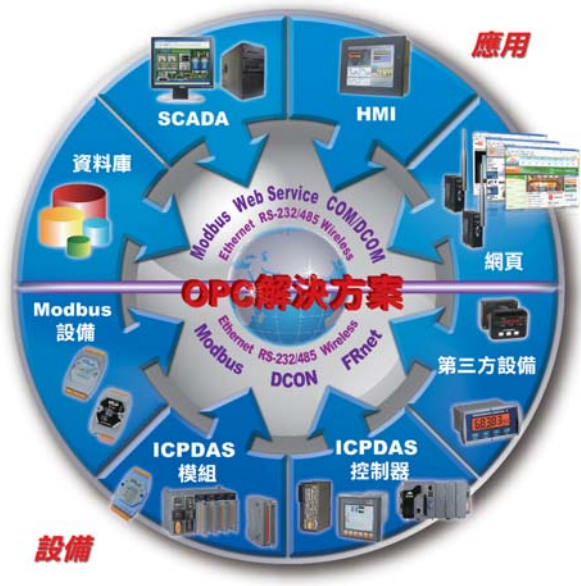 應用
SCADA
HMI
資料庫
網頁
Modbus Web Service COM/DCOM
Ethernet RS-232/485 Wireless
OPC解決方案
Ethernet RS-232/485 Wireless
Modbus DCON FRnet
Modbus
設備
第三方設備
ICPDAS
模組
ICPDAS
控制器
設備